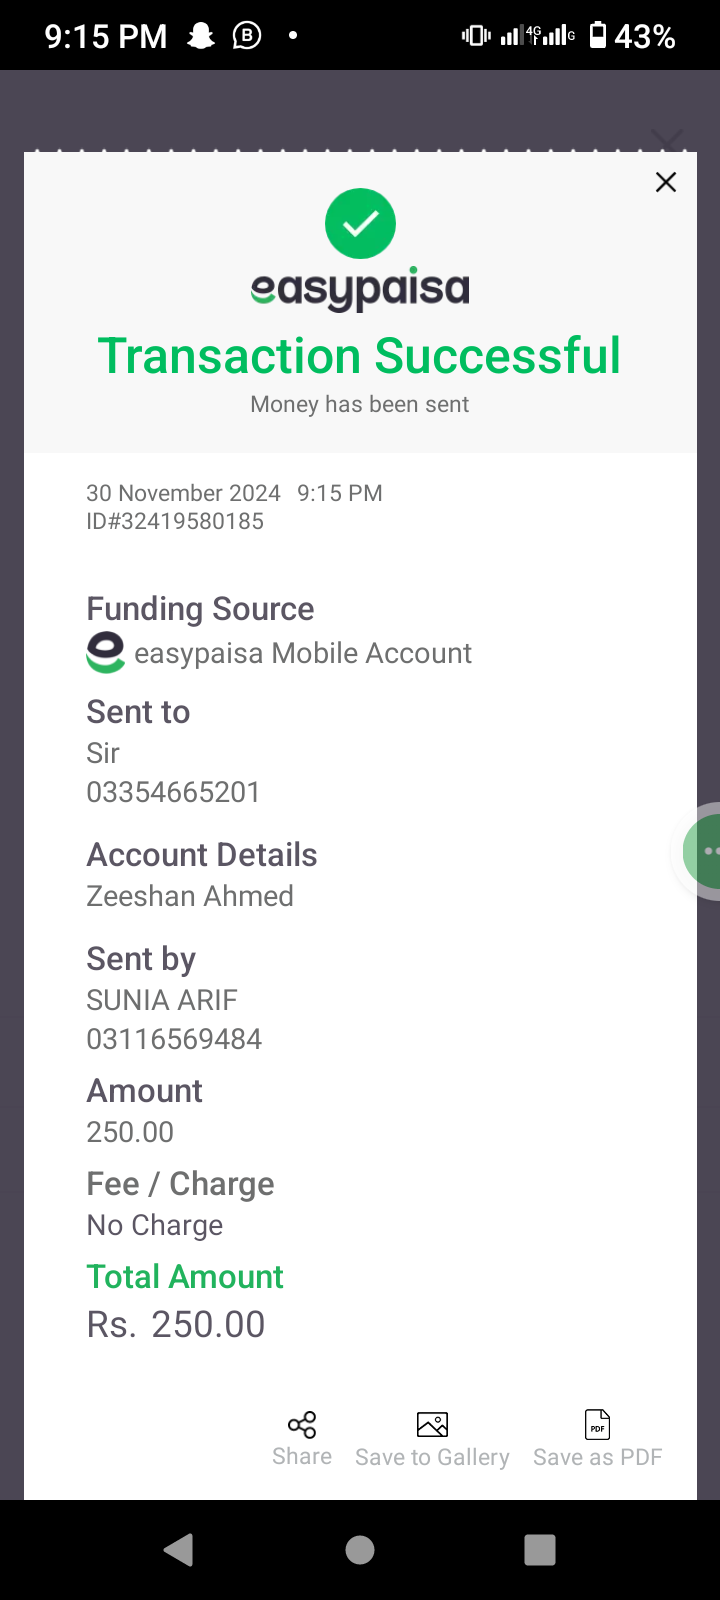 9:15 PM
4G
G
43%
easypaisa
Transaction Successful
Money has been sent
30 November 2024 9:15 PM
ID#32419580185
Funding Source
easypaisa Mobile Account
Sent to
Sir
03354665201
Account Details
Zeeshan Ahmed
Sent by
SUNIA ARIF
03116569484
Amount
250.00
Fee / Charge
No Charge
Total Amount
Rs. 250.00
PDF
Share Save to Gallery Save as PDF